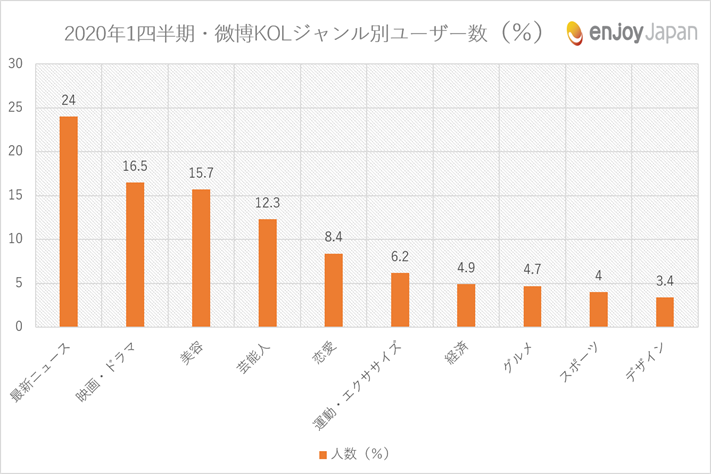 2020年1四半期・微博KOLジャンル別ユーザー数（％）
enjoyJapan
30
25
20
15
10
5
0
24
16.5
15.7
12.3
8.4
6.2
4.9
4.7
4
3.4
最新ニュース
映画・ドラマ
美容
芸能人
恋愛
運動・エクササイズ
経済
グルメ
スポーツ
デザイン
人数（％）